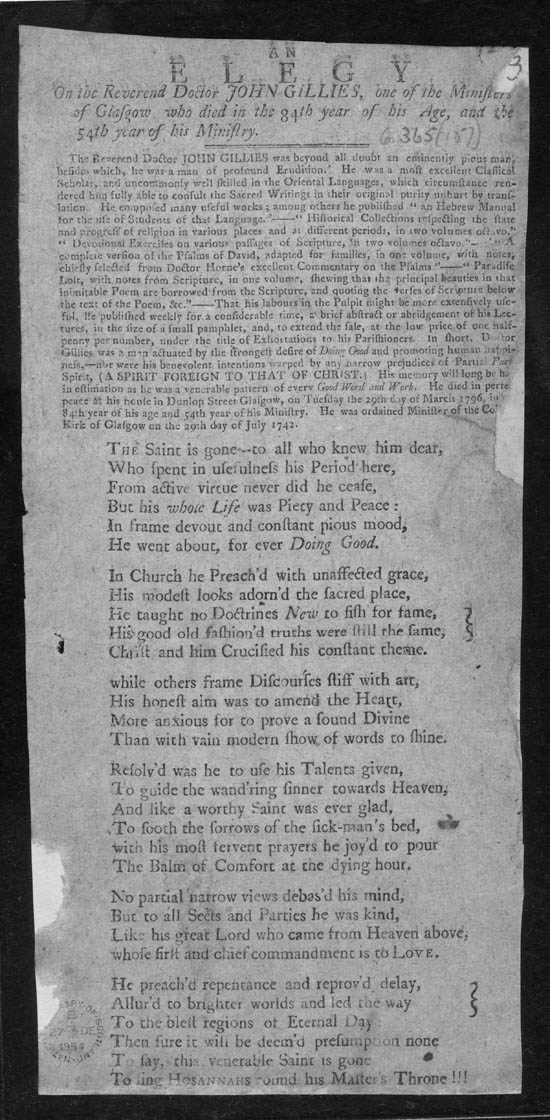 AN
ELEGY
On the Reverend Doctor JOHN GILLIES, one of the Ministers
of Glaſgow who died in the 84th year of his Age, and the
54th year of his Miniſtry.
3
6.365(107)
The Reverend Doctor JOHN GILLIES was beyond all doubt an eminently pious man,
beſides which, he was a man of profound Erudition. He was a moſt excellent Claſſical
Scholar, and uncommonly well ſkilled in the Oriental Languages, which circumſtance ren-
dered him fully able to conſult the Sacred Writings in their original purity unhurt by tranſ-
lation. He compoſed many uſeful works; among others he publiſhed " an Hebrew Manual
for the uſe of Students of that Language."——" Hiſtorical Collections reſpecting the ſtate
and progreſs of religion in various places and at different periods, in two volumes octavo."
" Devotional Exerciſes on various paſſages of Scripture, in two volumes octavo."—" A
complete verſion of the Pſalms of David, adapted for families, in one volume, with notes,
chiefly ſelected from Doctor Horne's excellent Commentary on the Pſalms."——" Paradiſe
Loſt, with notes from Scripture, in one volume, ſhewing that the principal beauties in that
inimitable Poem are borrowed from the Scripture, and quoting the verſes of Scripture below
the text of the Poem, &c."——That his labours in the Pulpit might be more extenſively uſe-
ful, He publiſhed weekly for a conſiderable time, a brief abſtract or abridgement of his Lec-
tures, in the ſize of a ſmall pamphlet, and, to extend the ſale, at the low price of one half-
penny per number, under the title of Exhortations to his Pariſhioners. In ſhort, Doctor
Gillies was a man actuated by the ſtrongeſt deſire of Doing Good and promoting human happi-
neſs,—nor were his benevolent intentions warped by any narrow prejudices of Partial Part
Spirit, (A SPIRIT FOREIGN TO THAT OF CHRIST.) His memory will long be h
in eſtimation as he was a venerable pattern of every Good Word and Work. He died in perfe
peace at his houſe in Dunlop Street Glaſgow, on Tueſday the 29th day of March 1796, in
84th year of his age and 54th year of his Miniſtry. He was ordained Miniſter of the Co
Kirk of Glaſgow on the 29th day of July 1742.
THE Saint is gone--to all who knew him dear,
Who ſpent in uſefulneſs his Period here,
From active virtue never did he ceaſe,
But his whole Life was Piety and Peace:
In frame devout and conſtant pious mood,
He went about, for ever Doing Good.
In Church he Preach'd with unaffected grace,
His modeſt looks adorn'd the ſacred place,
He taught no Doctrines New to fiſh for fame,
His good old faſhion'd truths were ſtill the ſame,
Chriſt and him Crucified his conſtant theme.
while others frame Diſcourſes ſtiff with art,
His honeſt aim was to amend the Heart,
More anxious for to prove a ſound Divine
Than with vain modern ſhow of words to ſhine.
Reſolv'd was he to uſe his Talents given,
To guide the wand'ring ſinner towards Heaven,
And like a worthy Saint was ever glad,
To ſooth the ſorrows of the ſick-man's bed,
with his moſt fervent prayers he joy'd to pour
The Balm of Comfort at the dying hour.
No partial narrow views debas'd his mind,
But to all Sects and Parties he was kind,
Like his great Lord who came from Heaven above,
whoſe firſt and chief commandment is to LOVE.
He preach'd repentance and reprov'd delay,
Allur'd to brighter worlds and led the way
To the bleſt regions of Eternal Day:
Then ſure it will be deem'd preſumption none
To ſay, this venerable Saint is gone
To ſing HOSANNAHS round his Maſter's Throne !!!
27 DE
1954